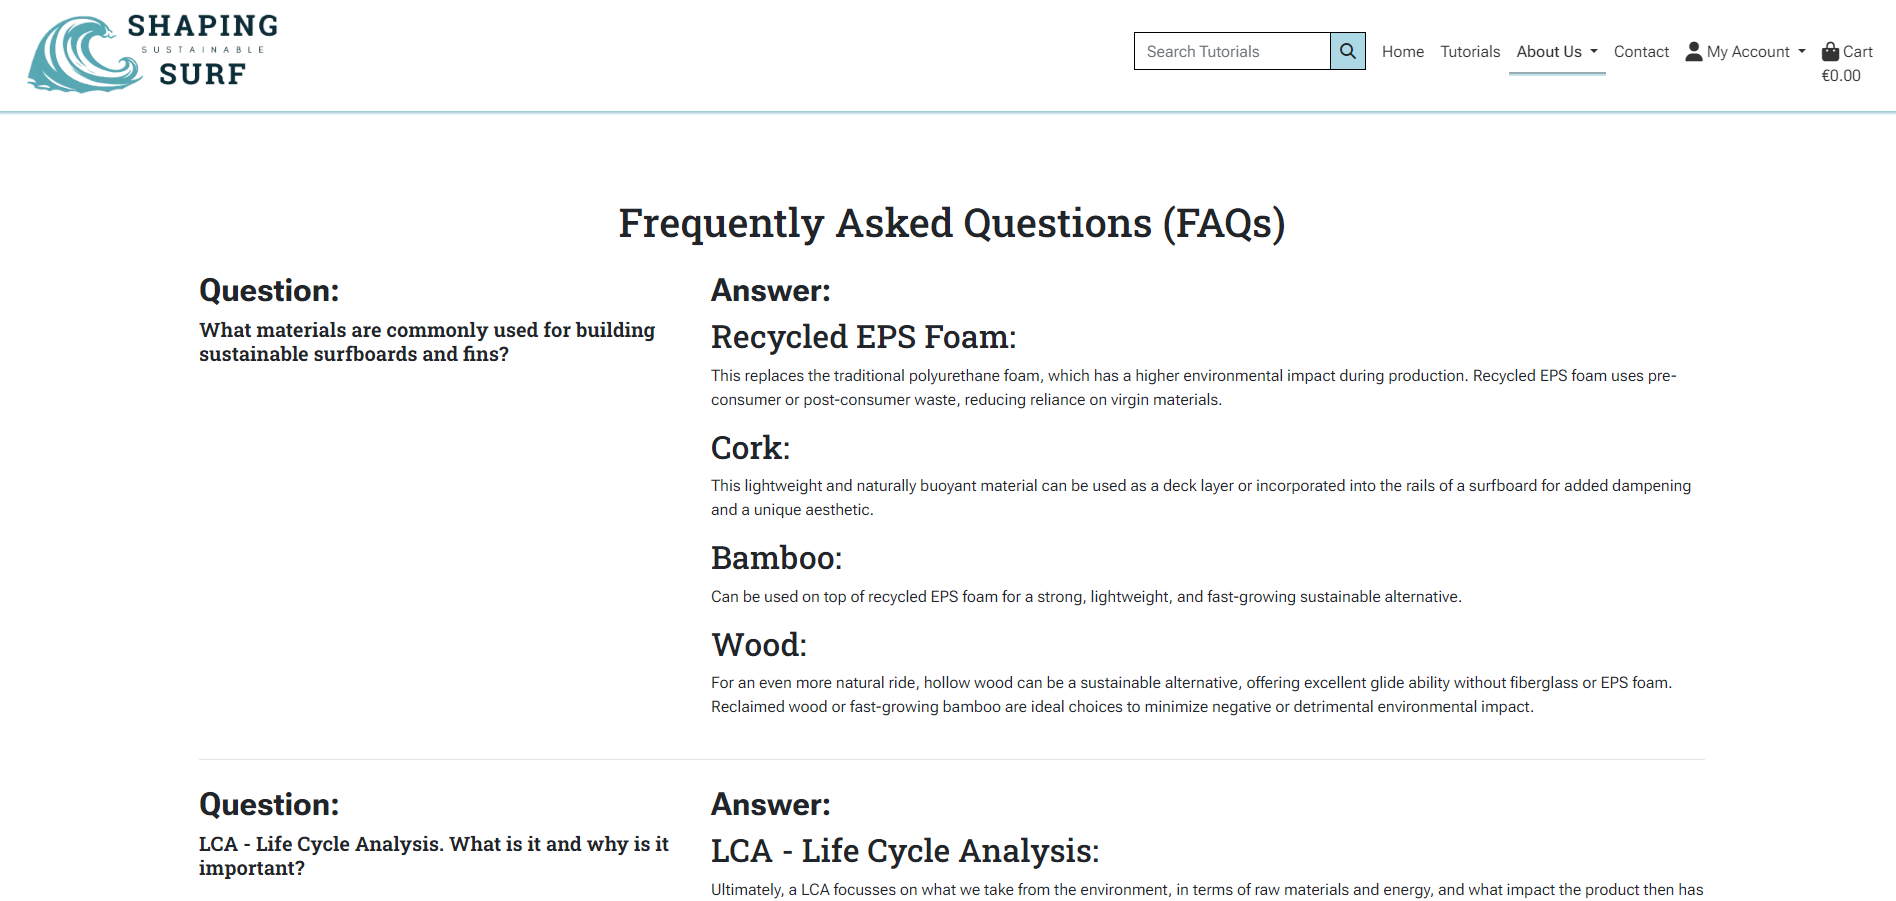 SHAPING
SUSTAINABLE
SURF
Search Tutorials
Home
Tutorials
About Us
Contact
My Account
Cart
€0.00
Frequently Asked Questions (FAQs)
Question:
What materials are commonly used for building
sustainable surfboards and fins?
Answer:
Recycled EPS Foam:
This replaces the traditional polyurethane foam, which has a higher environmental impact during production. Recycled EPS foam uses pre-
consumer or post-consumer waste, reducing reliance on virgin materials.
Cork:
This lightweight and naturally buoyant material can be used as a deck layer or incorporated into the rails of a surfboard for added dampening
and a unique aesthetic.
Bamboo:
Can be used on top of recycled EPS foam for a strong, lightweight, and fast-growing sustainable alternative.
Wood:
For an even more natural ride, hollow wood can be a sustainable alternative, offering excellent glide ability without fiberglass or EPS foam.
Reclaimed wood or fast-growing bamboo are ideal choices to minimize negative or detrimental environmental impact.
Question:
LCA - Life Cycle Analysis. What is it and why is it
important?
Answer:
LCA - Life Cycle Analysis:
Ultimately, a LCA focusses on what we take from the environment, in terms of raw materials and energy, and what impact the product then has